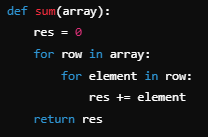 def sum(array):
    res = 0
    for row in array:
        for element in row:
            res += element
    return res